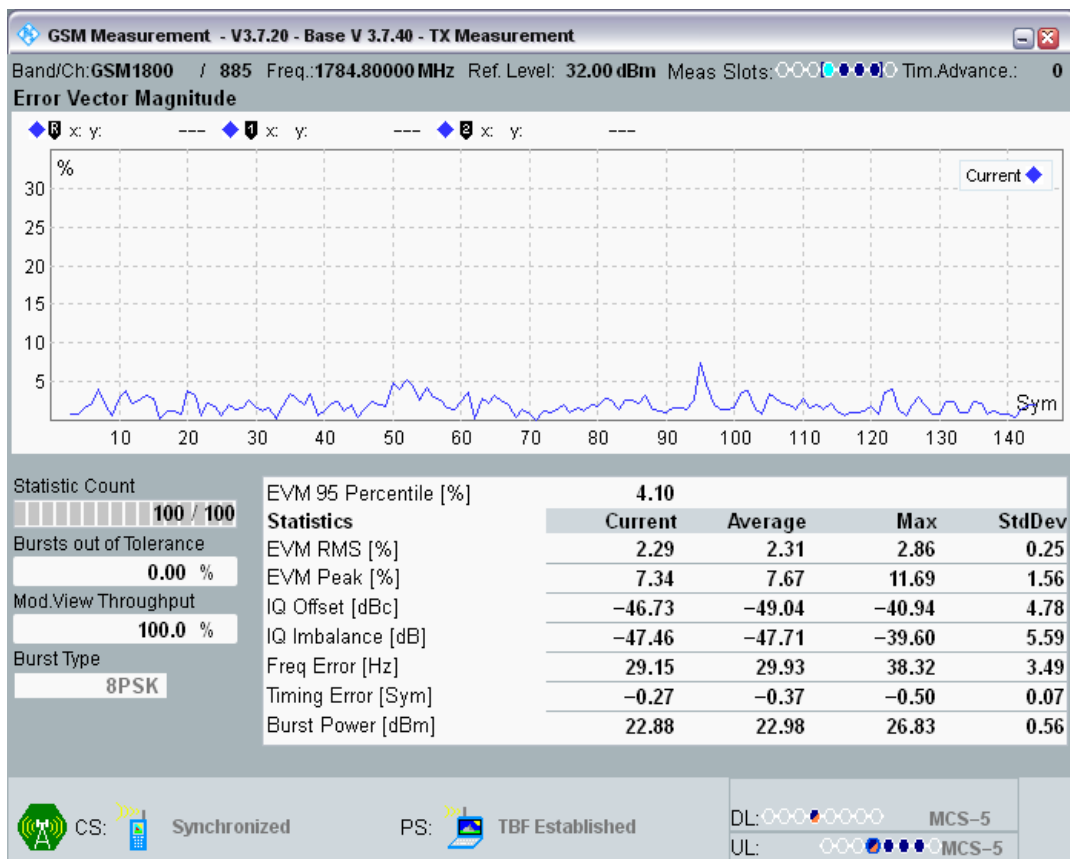 GSM Measurement - V3.7.20 - Base V 3.7.40 - TX Measurement
Band/Ch:GSM1800 / 885 Freq.:1784.80000 MHz Ref. Level: 32.00 dBm Meas Slots: Tim.Advance.: 0
Error Vector Magnitude
R x: y: --- 1 x: y: --- 2 x: y: ---
%
Current
30
25
20
15
10
5
Sym
10 20 30 40 50 60 70 80 90 100 110 120 130 140
Statistic Count
100 / 100
Bursts out of Tolerance
0.00 %
Mod.View Throughput
100.0 %
Burst Type
8PSK
EVM 95 Percentile [%] 4.10
Statistics Current Average Max StdDev
EVM RMS [%] 2.29 2.31 2.86 0.25
EVM Peak [%] 7.34 7.67 11.69 1.56
IQ Offset [dBc] −46.73 −49.04 −40.94 4.78
IQ Imbalance [dB] −47.46 −47.71 −39.60 5.59
Freq Error [Hz] 29.15 29.93 38.32 3.49
Timing Error [Sym] −0.27 −0.37 −0.50 0.07
Burst Power [dBm] 22.88 22.98 26.83 0.56
CS: Synchronized PS: TBF Established
DL: MCS−5
UL: MCS−5